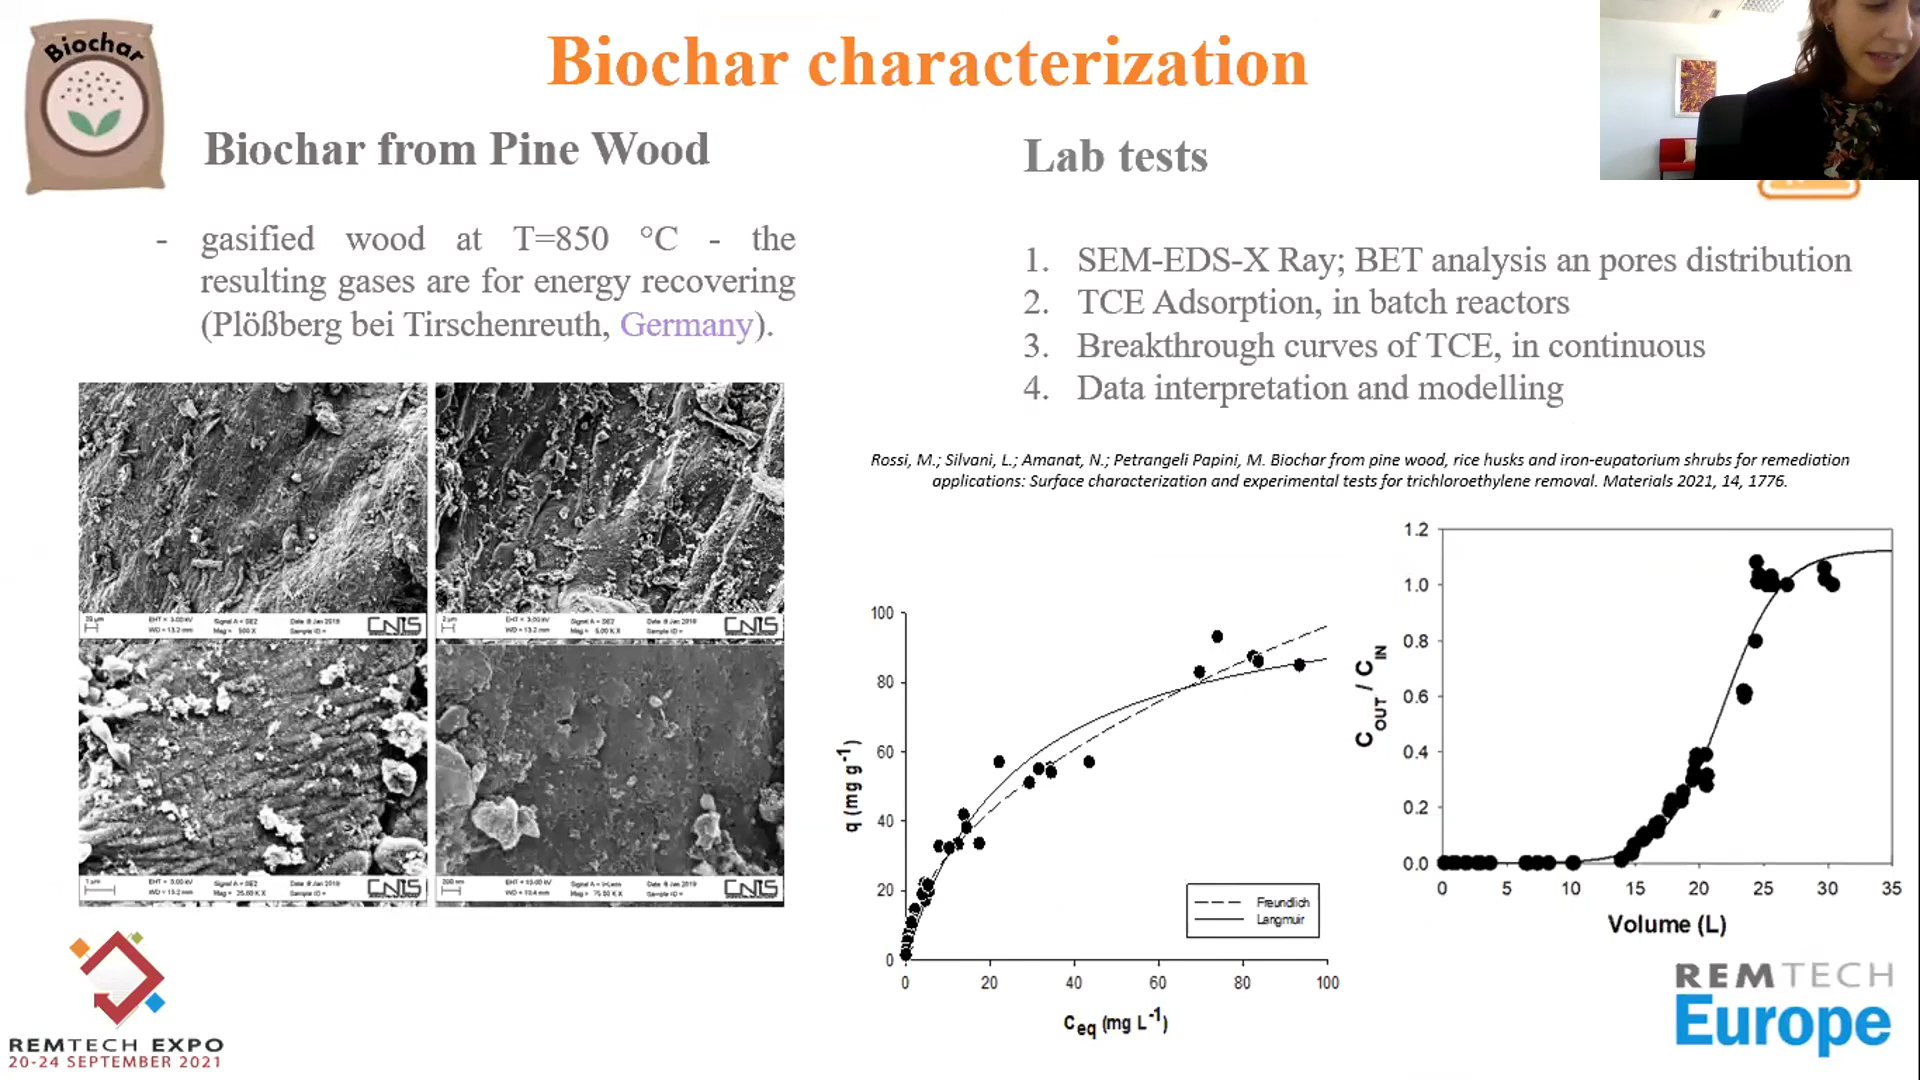 Biochar
Biochar characterization
Biochar from Pine Wood
- gasified wood at T=850 °C - the
resulting gases are for energy recovering
(Plößberg bei Tirschenreuth, Germany).
Lab tests
1. SEM-EDS-X Ray; BET analysis an pores distribution
2. TCE Adsorption, in batch reactors
3. Breakthrough curves of TCE, in continuous
4. Data interpretation and modelling
Rossi, M.; Silvani, L.; Amanat, N.; Petrangeli Papini, M. Biochar from pine wood, rice husks and iron-eupatorium shrubs for remediation
applications: Surface characterization and experimental tests for trichloroethylene removal. Materials 2021, 14, 1776.
CNIS
CNIS
CNIS
CNIS
100
80
60
40
20
0
q (mg g-1)
Freundlich
Langmuir
0 20 40 60 80 100
Ceq (mg L-1)
1.2
1.0
0.8
0.6
0.4
0.2
0.0
COUT / CIN
0 5 10 15 20 25 30 35
Volume (L)
REMTECH EXPO
20-24 SEPTEMBER 2021
REMTECH
Europe